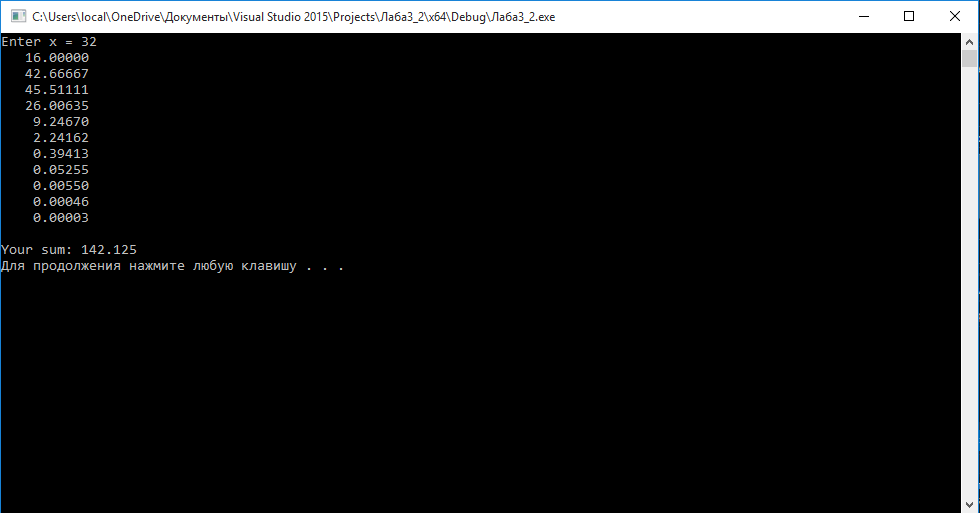 C:\Users\local\OneDrive\Документы\Visual Studio 2015\Projects\Лаба3_2\x64\Debug\Лаба3_2.exe
Enter x = 32
16.00000
42.66667
45.51111
26.00635
9.24670
2.24162
0.39413
0.05255
0.00550
0.00046
0.00003
Your sum: 142.125
Для продолжения нажмите любую клавишу . . .